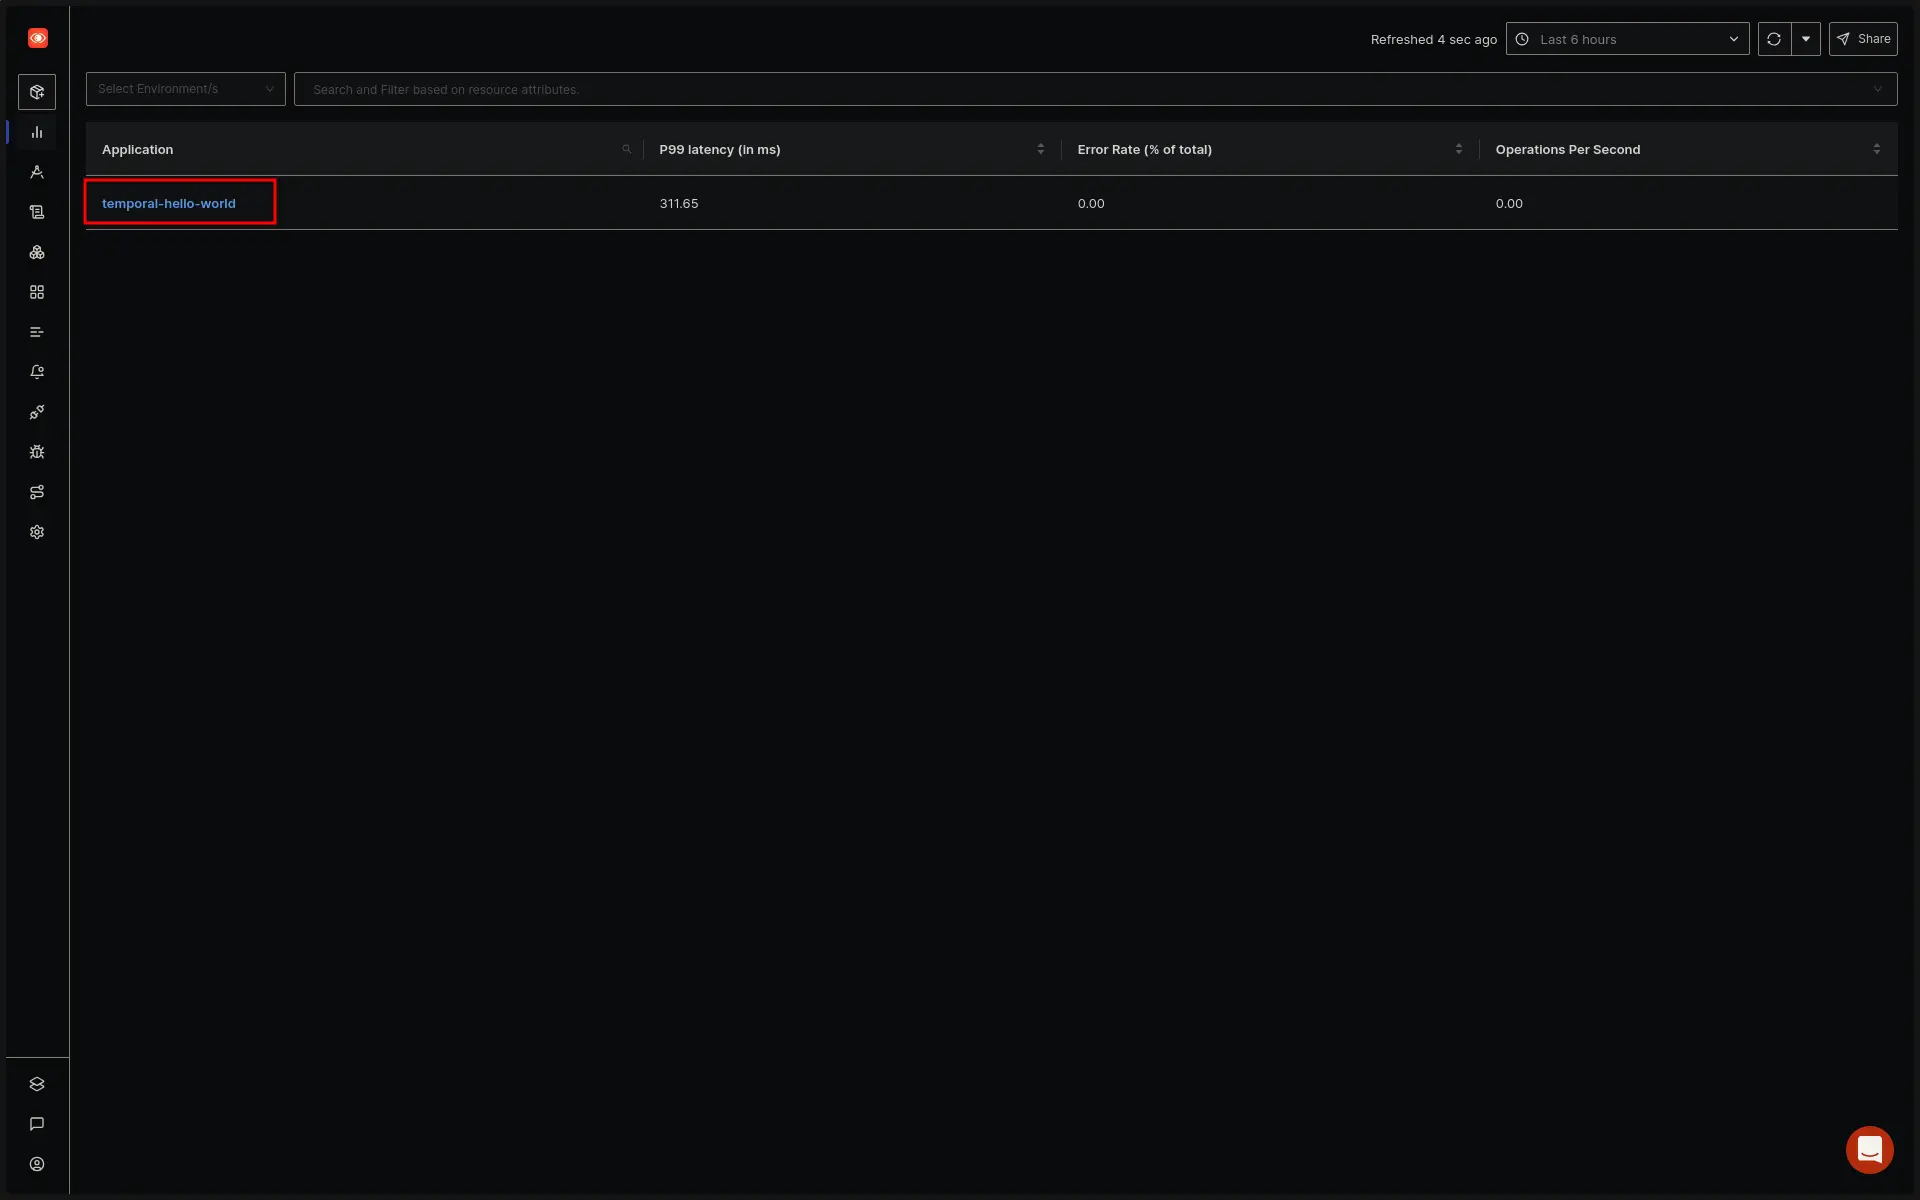 Refreshed 4 sec ago Last 6 hours Share
Select Environment/s Search and Filter based on resource attributes.
Application P99 latency (in ms) Error Rate (% of total) Operations Per Second
temporal-hello-world 311.65 0.00 0.00